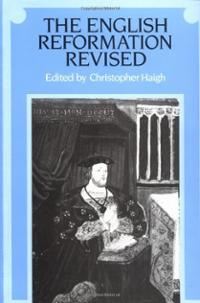 THE ENGLISH
REFORMATION
REVISED
Edited by Christopher Haigh